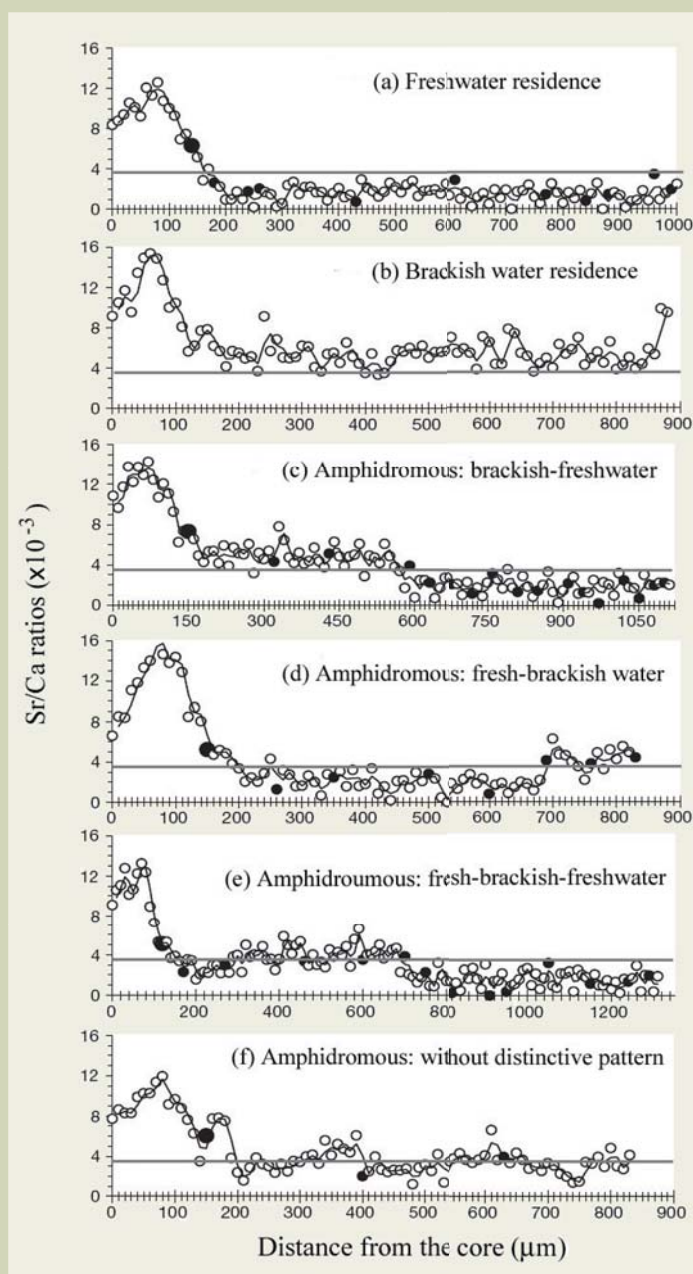 Sr/Ca ratios (×10⁻³)
(a) Freshwater residence
16
12
8
4
0
0 100 200 300 400 500 600 700 800 900 1000
(b) Brackish water residence
16
12
8
4
0
0 100 200 300 400 500 600 700 800 900
(c) Amphidromous: brackish-freshwater
16
12
8
4
0
0 150 300 450 600 750 900 1050
(d) Amphidromous: fresh-brackish water
16
12
8
4
0
0 100 200 300 400 500 600 700 800 900
(e) Amphidroumous: fresh-brackish-freshwater
16
12
8
4
0
0 200 400 600 800 1000 1200
(f) Amphidromous: without distinctive pattern
16
12
8
4
0
0 100 200 300 400 500 600 700 800 900
Distance from the core (μm)